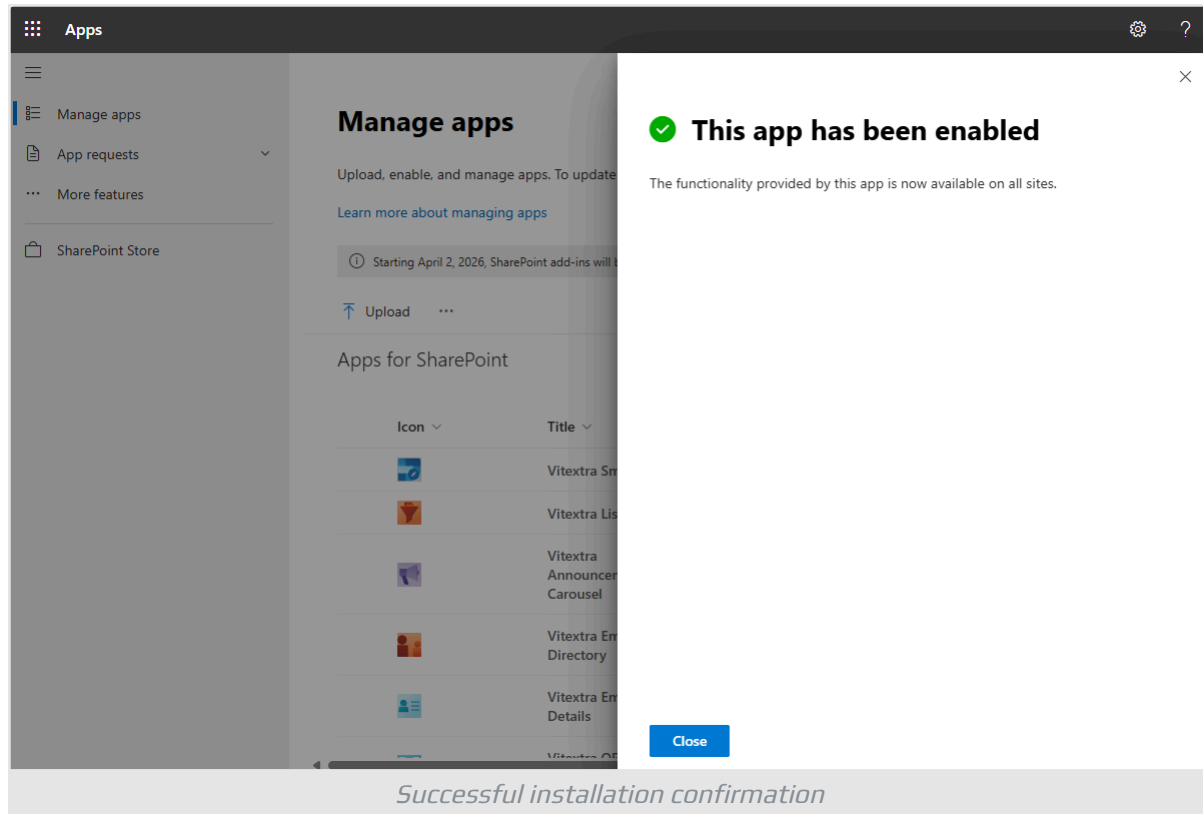 Apps
?
Manage apps
App requests
More features
SharePoint Store
Manage apps
Upload, enable, and manage apps. To update
Learn more about managing apps
Starting April 2, 2026, SharePoint add-ins will
Upload
Apps for SharePoint
Icon
Title
Vitextra
Vitextra
Vitextra
Carousel
Vitextra
Directory
Vitextra
Details
Vitextra
This app has been enabled
The functionality provided by this app is now available on all sites.
Close
Successful installation confirmation